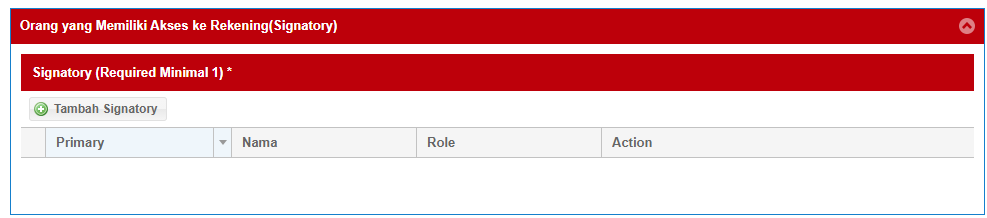 Orang yang Memiliki Akses ke Rekening(Signatory)
Signatory (Required Minimal 1) *
Tambah Signatory
Primary Nama Role Action